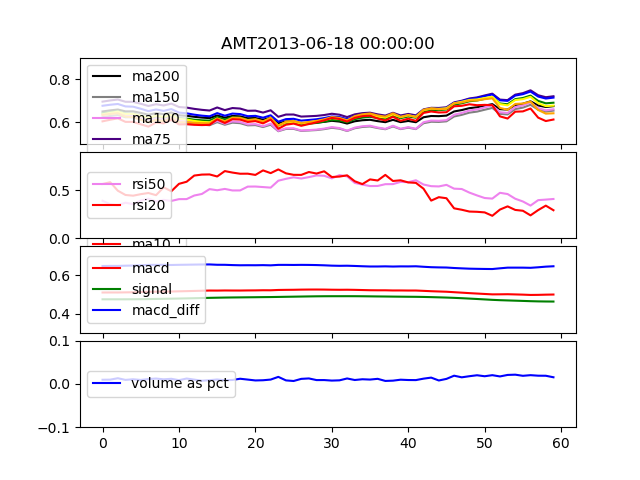 AMT2013-06-18 00:00:00
0.8
0.6
ma200
ma150
ma100
ma75
0.5
0.0
rsi50
rsi20
ma10
0.6
0.4
macd
signal
macd_diff
0.1
0.0
−0.1
volume as pct
0 10 20 30 40 50 60